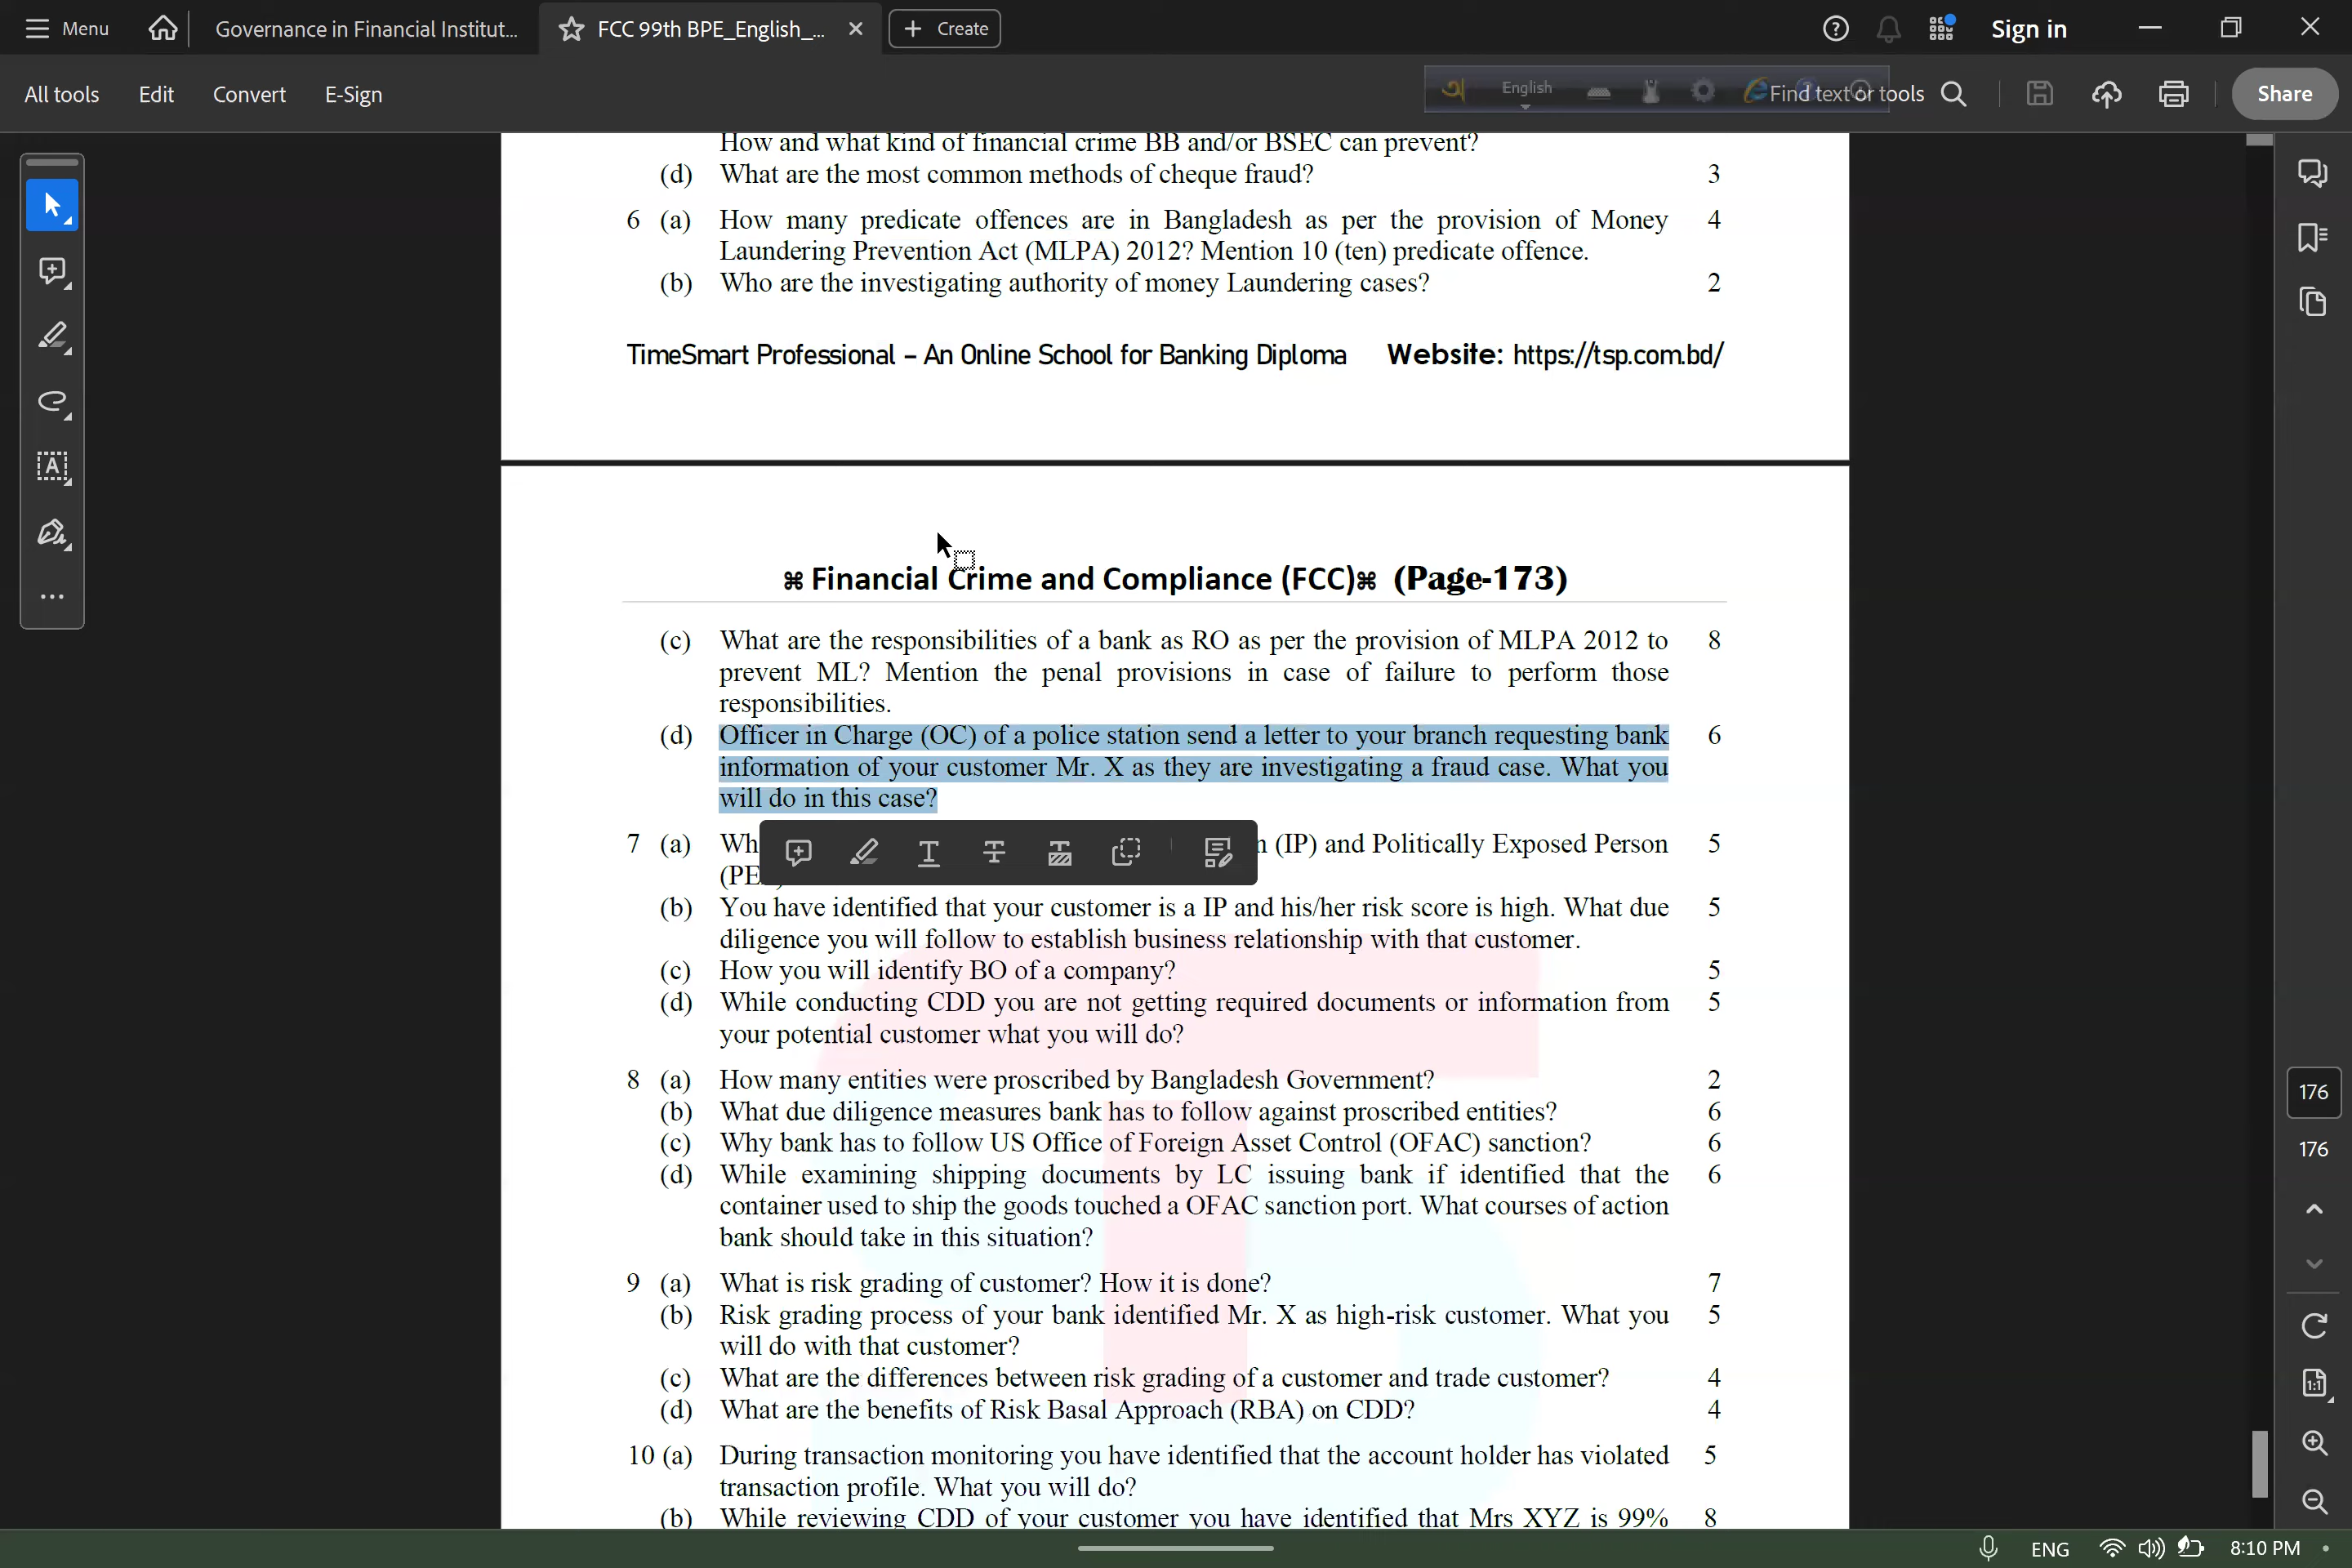 Menu
Governance in Financial Institut...
FCC 99th BPE_English_...
Create
Sign in
All tools
Edit
Convert
E-Sign
English
Find text or tools
Share
How and what kind of financial crime BB and/or BSEC can prevent?
(d) What are the most common methods of cheque fraud? 3
6 (a) How many predicate offences are in Bangladesh as per the provision of Money 4
Laundering Prevention Act (MLPA) 2012? Mention 10 (ten) predicate offence.
(b) Who are the investigating authority of money Laundering cases? 2
TimeSmart Professional – An Online School for Banking Diploma Website: https://tsp.com.bd/
⌘ Financial Crime and Compliance (FCC)⌘ (Page-173)
(c) What are the responsibilities of a bank as RO as per the provision of MLPA 2012 to 8
prevent ML? Mention the penal provisions in case of failure to perform those
responsibilities.
(d) Officer in Charge (OC) of a police station send a letter to your branch requesting bank 6
information of your customer Mr. X as they are investigating a fraud case. What you
will do in this case?
7 (a) (IP) and Politically Exposed Person 5
(b) You have identified that your customer is a IP and his/her risk score is high. What due 5
diligence you will follow to establish business relationship with that customer.
(c) How you will identify BO of a company? 5
(d) While conducting CDD you are not getting required documents or information from 5
your potential customer what you will do?
8 (a) How many entities were proscribed by Bangladesh Government? 2
(b) What due diligence measures bank has to follow against proscribed entities? 6
(c) Why bank has to follow US Office of Foreign Asset Control (OFAC) sanction? 6
(d) While examining shipping documents by LC issuing bank if identified that the 6
container used to ship the goods touched a OFAC sanction port. What courses of action
bank should take in this situation?
9 (a) What is risk grading of customer? How it is done? 7
(b) Risk grading process of your bank identified Mr. X as high-risk customer. What you 5
will do with that customer?
(c) What are the differences between risk grading of a customer and trade customer? 4
(d) What are the benefits of Risk Basal Approach (RBA) on CDD? 4
10 (a) During transaction monitoring you have identified that the account holder has violated 5
transaction profile. What you will do?
(b) While reviewing CDD of your customer you have identified that Mrs XYZ is 99% 8
176
176
ENG
8:10 PM